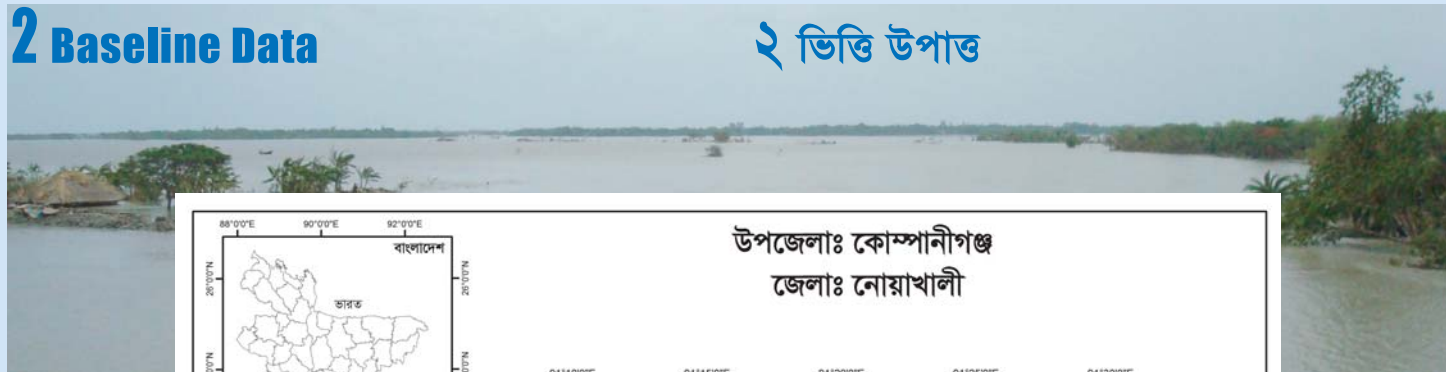 2 Baseline Data
২ ভিত্তি উপাত্ত
88°0'0"E 90°0'0"E 92°0'0"E
বাংলাদেশ
উপজেলাঃ কোম্পানীগঞ্জ
জেলাঃ নোয়াখালী
26°0'0"N 26°0'0"N
ভারত